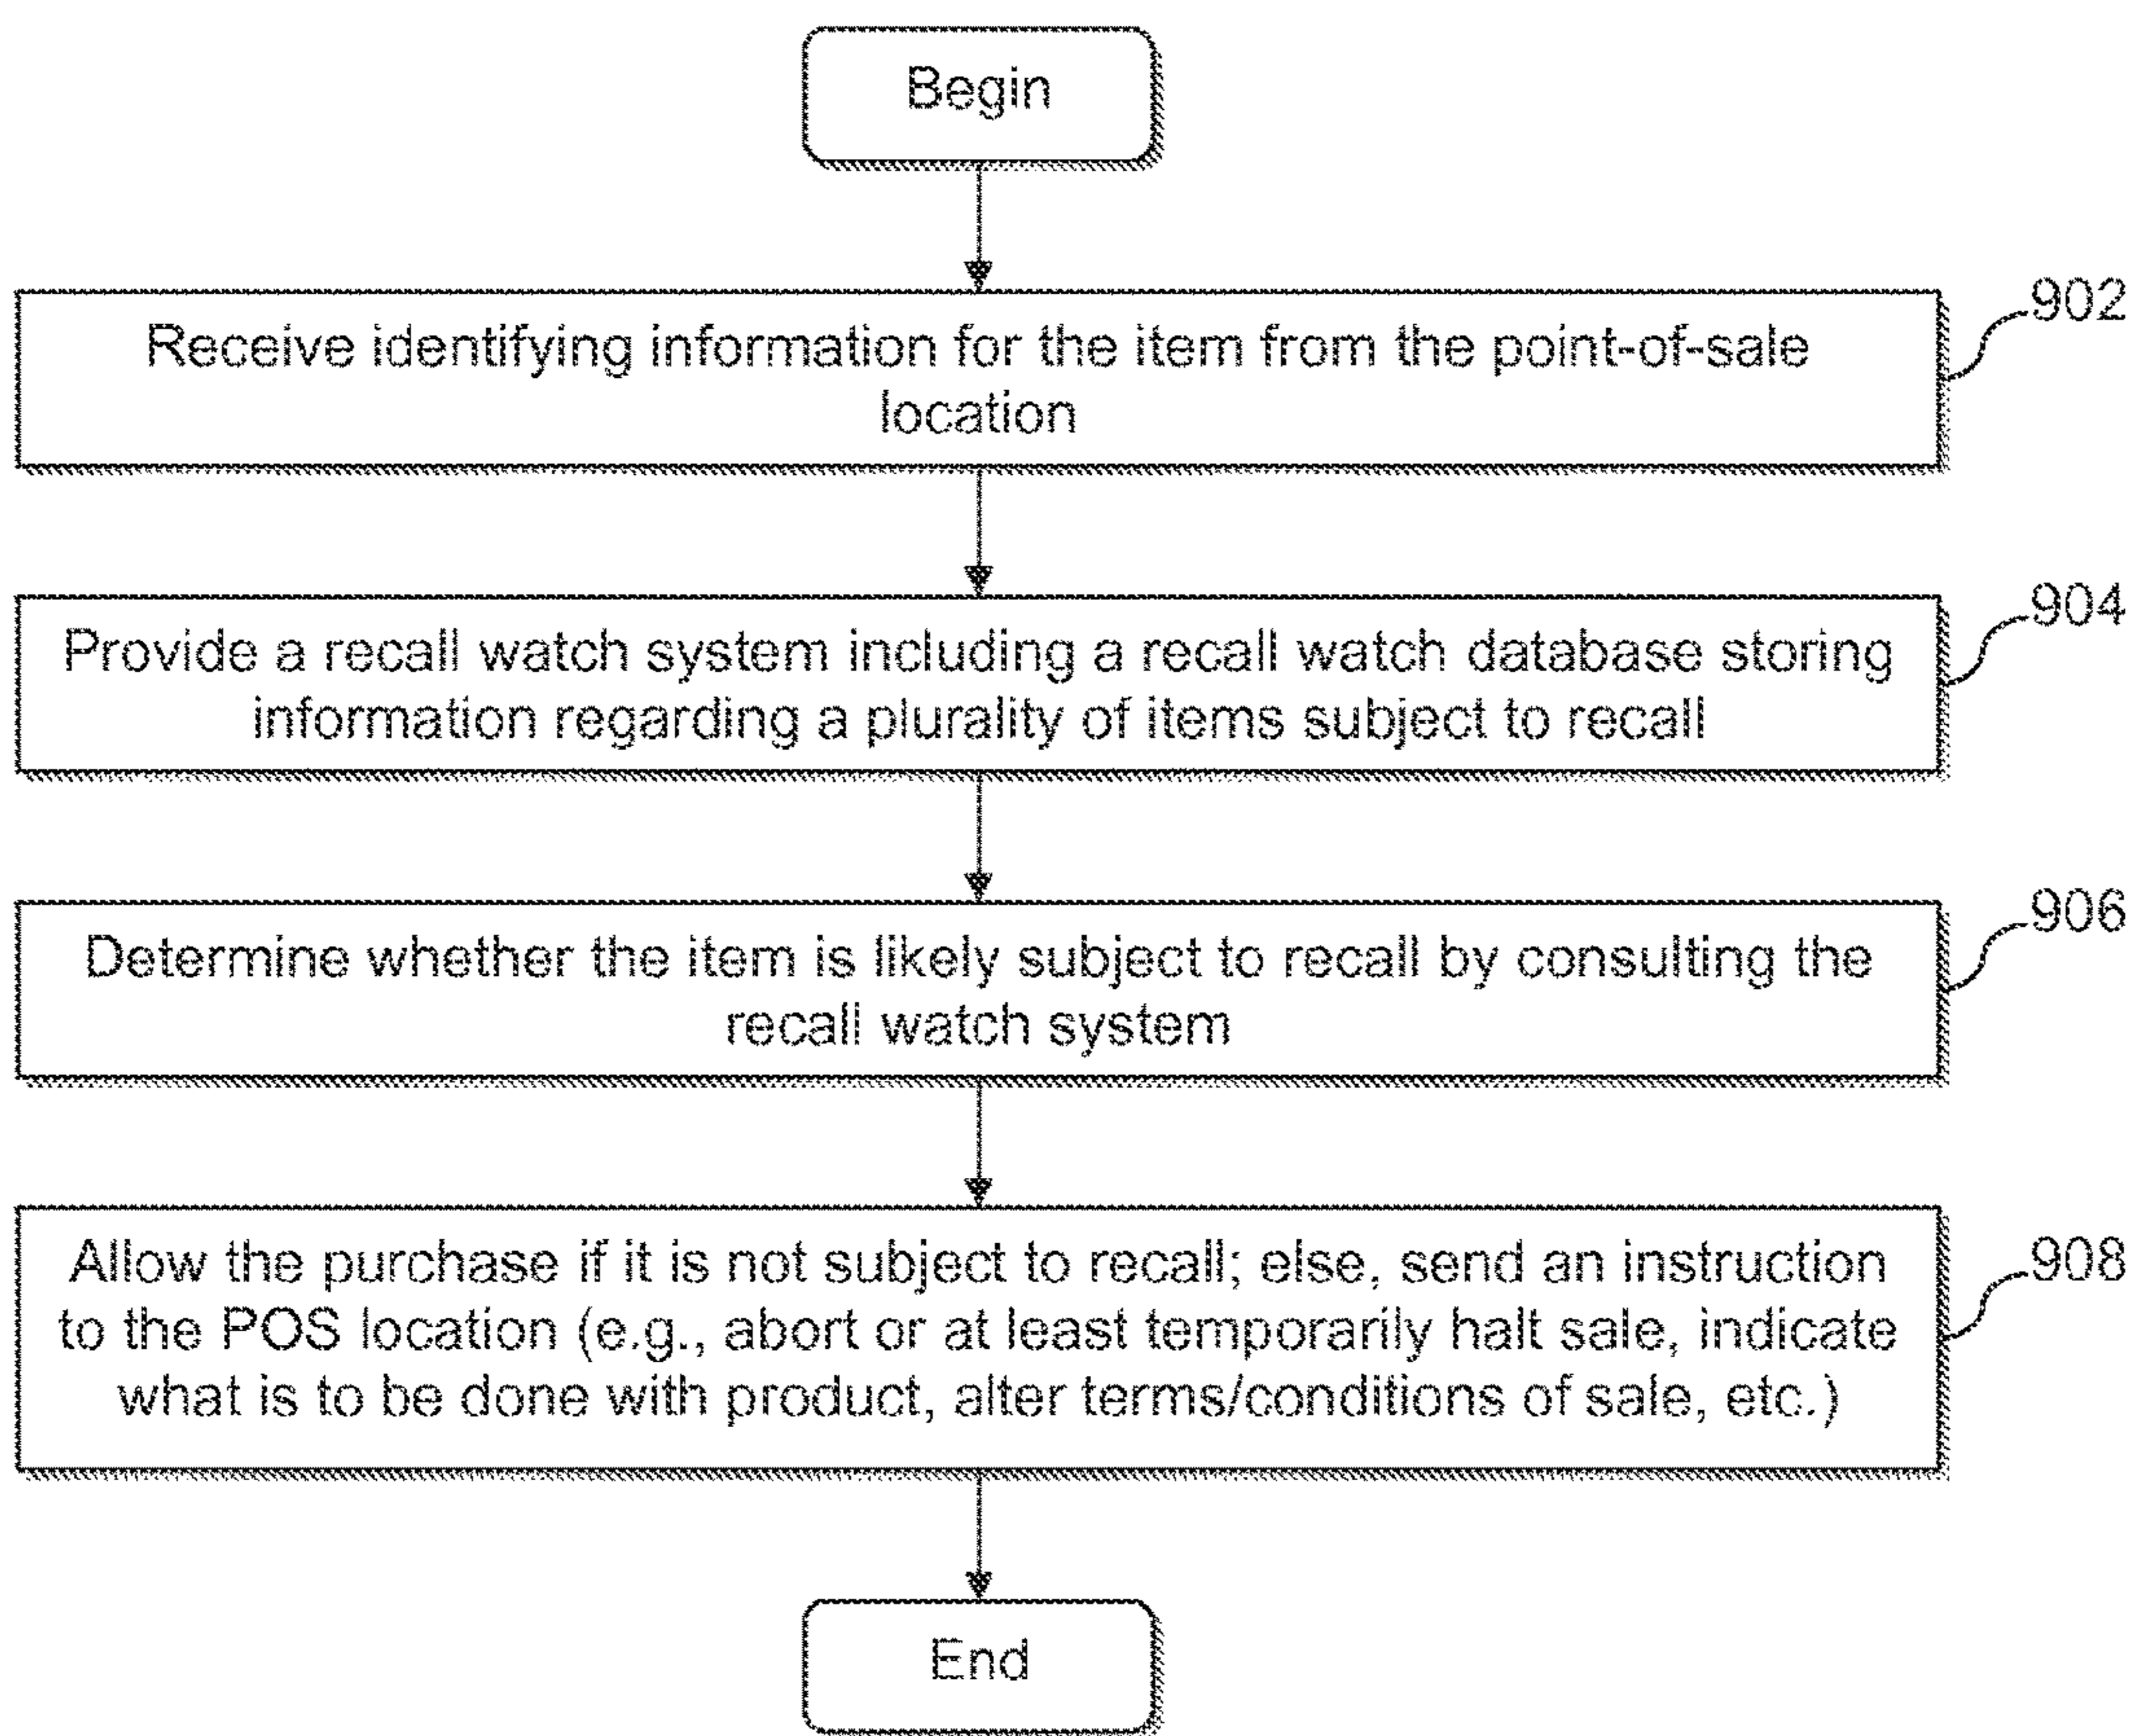 Begin
902
Receive identifying information for the item from the point-of-sale
location
904
Provide a recall watch system including a recall watch database storing
information regarding a plurality of items subject to recall
906
Determine whether the item is likely subject to recall by consulting the
recall watch system
908
Allow the purchase if it is not subject to recall; else, send an instruction
to the POS location (e.g., abort or at least temporarily halt sale, indicate
what is to be done with product, alter terms/conditions of sale, etc.)
End